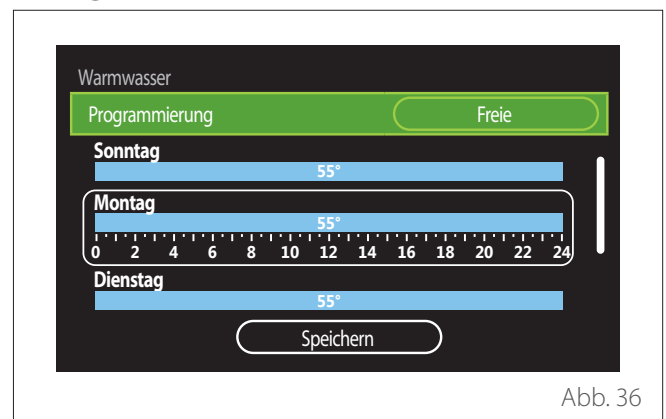 Warmwasser
Programmierung Freie
Sonntag
55°
Montag
55°
0 2 4 6 8 10 12 14 16 18 20 22 24
Dienstag
55°
Speichern
Abb. 36